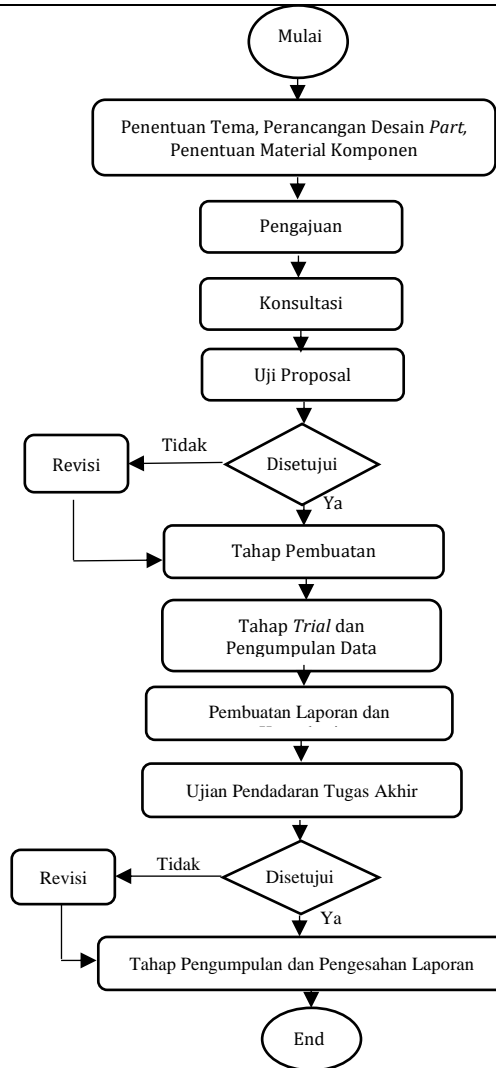 Mulai
Penentuan Tema, Perancangan Desain Part,
Penentuan Material Komponen
Pengajuan
Konsultasi
Uji Proposal
Tidak
Revisi
Disetujui
Ya
Tahap Pembuatan
Tahap Trial dan
Pengumpulan Data
Pembuatan Laporan dan
Ujian Pendadaran Tugas Akhir
Tidak
Revisi
Disetujui
Ya
Tahap Pengumpulan dan Pengesahan Laporan
End